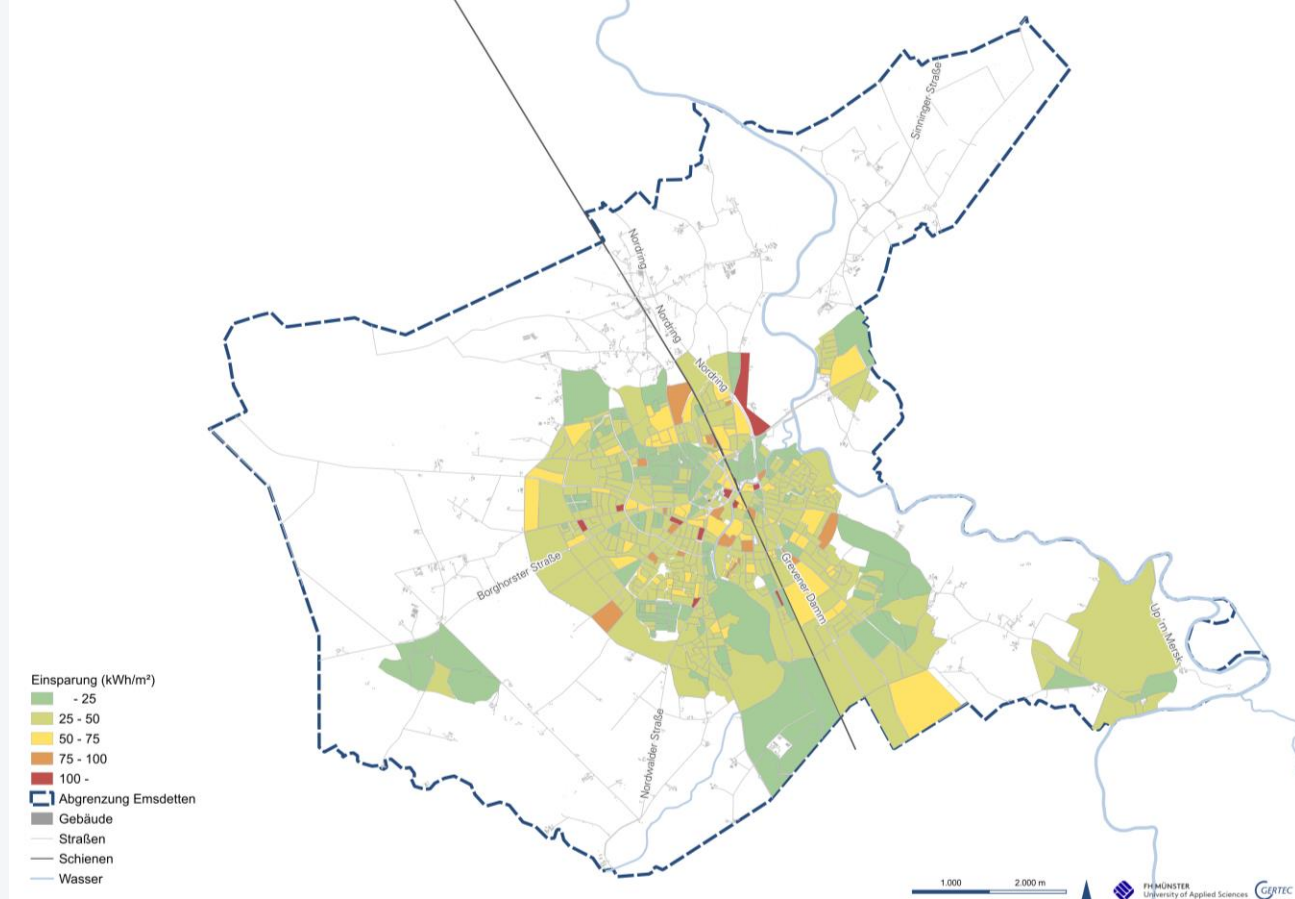 Sinninger Straße
Nordring
Nordring
Nordring
Borghorster Straße
Grevener Damm
Up´m Mersk
Nordwalder Straße
Einsparung (kWh/m²)
- 25
25 - 50
50 - 75
75 - 100
100 -
Abgrenzung Emsdetten
Gebäude
Straßen
Schienen
Wasser
1.000 2.000 m
FH MÜNSTER
University of Applied Sciences
GERTEC